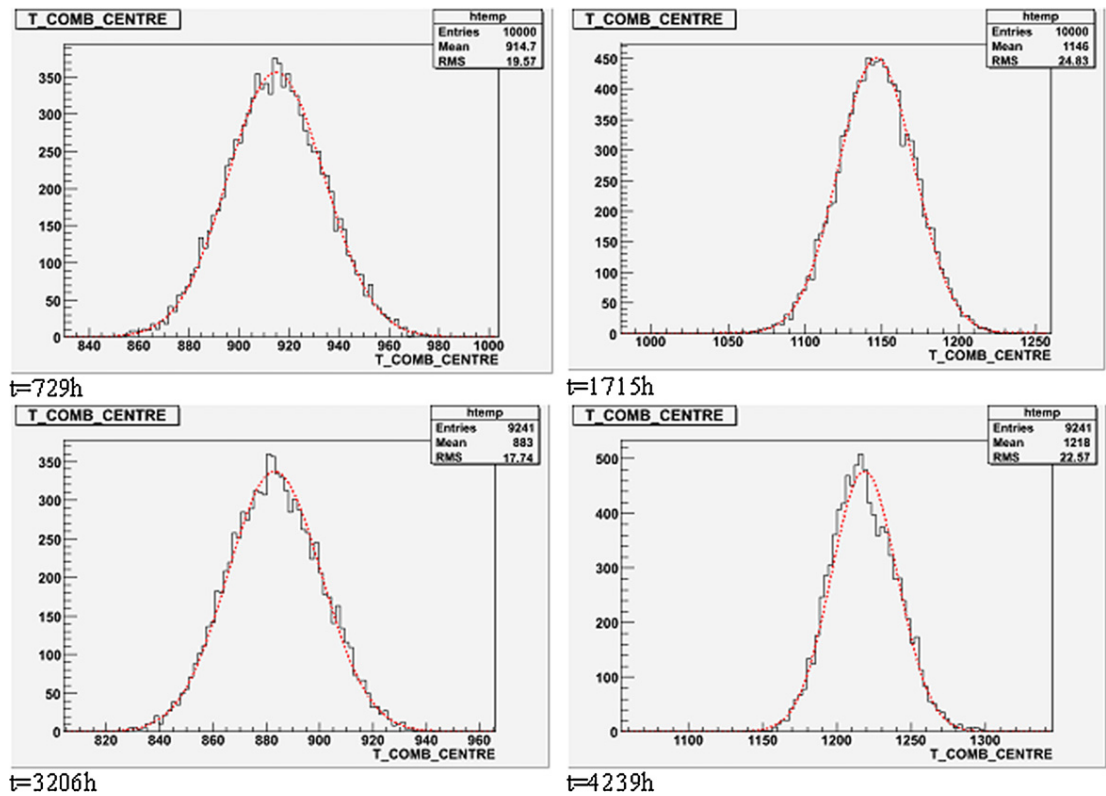 T_COMB_CENTRE
htemp
Entries 10000
Mean 914.7
RMS 19.57
350
300
250
200
150
100
50
0
840 860 880 900 920 940 960 980 1000
T_COMB_CENTRE
t=729h
T_COMB_CENTRE
htemp
Entries 10000
Mean 1146
RMS 24.83
450
400
350
300
250
200
150
100
50
0
1000 1050 1100 1150 1200 1250
T_COMB_CENTRE
t=1715h
T_COMB_CENTRE
htemp
Entries 9241
Mean 883
RMS 17.74
350
300
250
200
150
100
50
0
820 840 860 880 900 920 940 960
T_COMB_CENTRE
t=3206h
T_COMB_CENTRE
htemp
Entries 9241
Mean 1218
RMS 22.57
500
400
300
200
100
0
1100 1150 1200 1250 1300
T_COMB_CENTRE
t=4239h